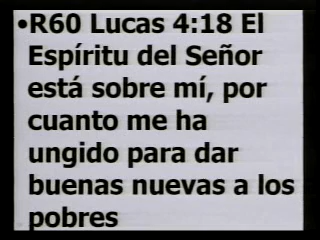 •R60 Lucas 4:18 El
Espíritu del Señor
está sobre mí, por
cuanto me ha
ungido para dar
buenas nuevas a los
pobres